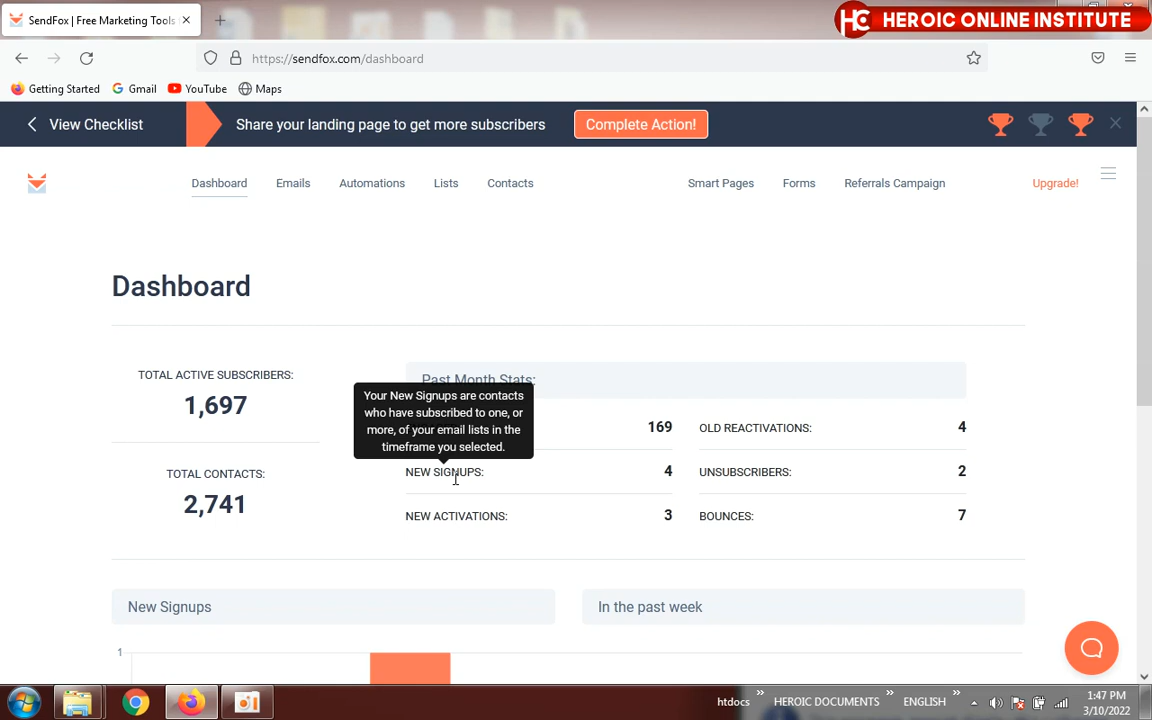 SendFox | Free Marketing Tools
HEROIC ONLINE INSTITUTE
HC
https://sendfox.com/dashboard
Getting Started
Gmail
YouTube
Maps
View Checklist
Share your landing page to get more subscribers
Complete Action!
Dashboard
Emails
Automations
Lists
Contacts
Smart Pages
Forms
Referrals Campaign
Upgrade!
Dashboard
TOTAL ACTIVE SUBSCRIBERS:
1,697
TOTAL CONTACTS:
2,741
Past Month Stats:
Your New Signups are contacts
who have subscribed to one, or
more, of your email lists in the
timeframe you selected.
169
NEW SIGNUPS: 4
NEW ACTIVATIONS: 3
OLD REACTIVATIONS: 4
UNSUBSCRIBERS: 2
BOUNCES: 7
New Signups
In the past week
1
htdocs
HEROIC DOCUMENTS
ENGLISH
1:47 PM
3/10/2022